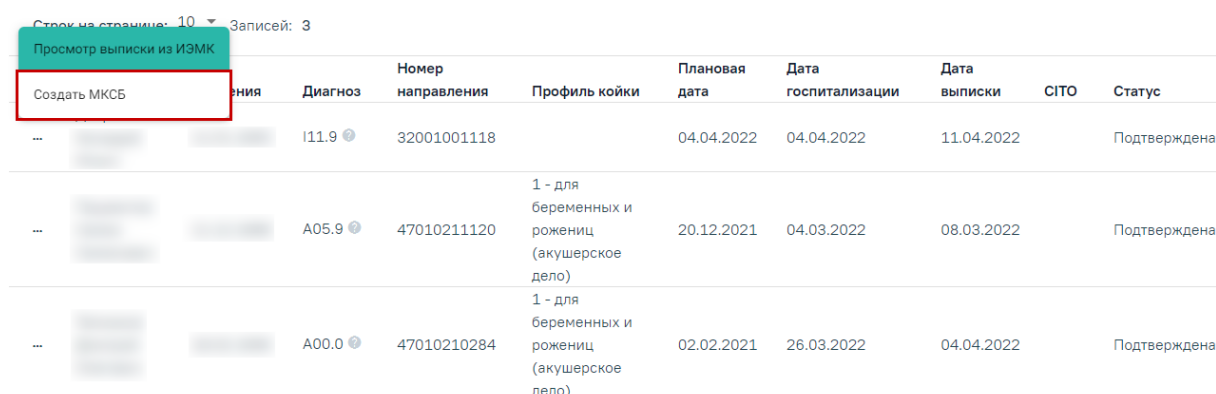 Строк на странице: 10 Записей: 3
Просмотр выписки из ИЭМК
Создать МКСБ
Диагноз
Номер
направления
Профиль койки
Плановая
дата
Дата
госпитализации
Дата
выписки
CITO
Статус
... I11.9 32001001118 04.04.2022 04.04.2022 11.04.2022 Подтверждена
1 - для
беременных и
... A05.9 47010211120 рожениц 20.12.2021 04.03.2022 08.03.2022 Подтверждена
(акушерское
дело)
1 - для
беременных и
... A00.0 47010210284 рожениц 02.02.2021 26.03.2022 04.04.2022 Подтверждена
(акушерское
дело)